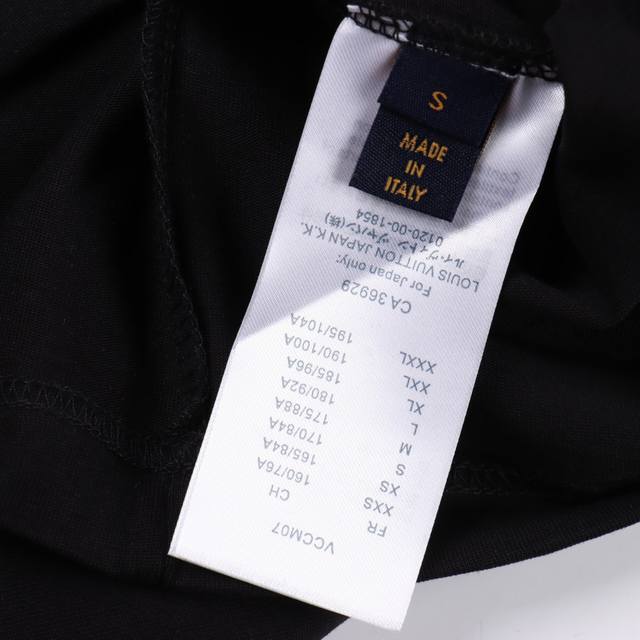 S
MADE
IN
ITALY
VCCM07
FR CH
XXS 160/76A
XS 165/84A
S 170/84A
M 175/88A
L 180/92A
XL 185/96A
XXL 190/100A
XXXL 195/104A
CA 36929
For Japan only:
LOUIS VUITTON JAPAN K.K.
ルイ・ヴィトン ジャパン(株)
0120-00-1854